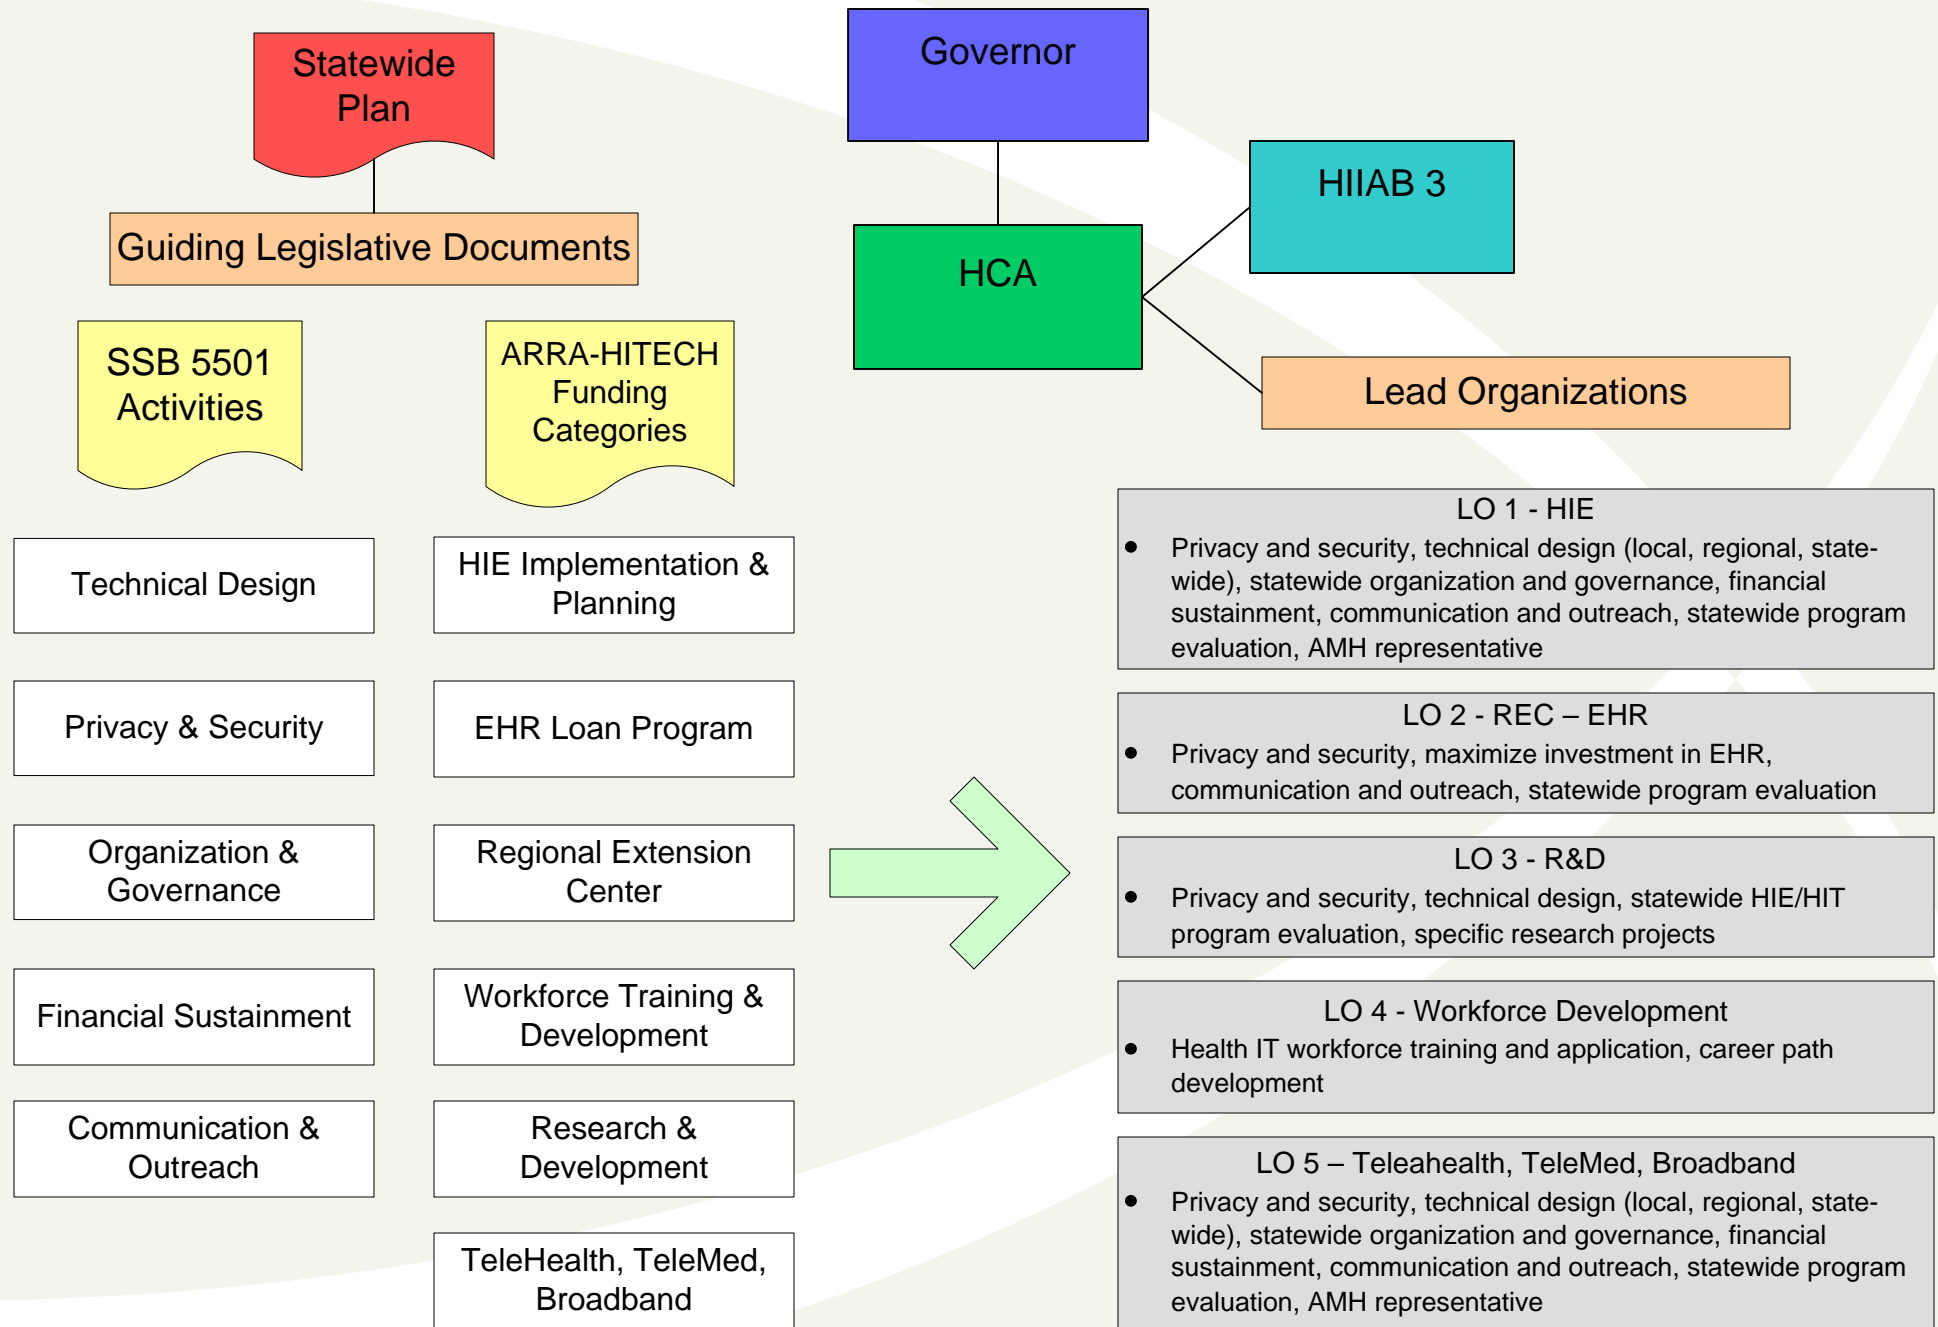 Statewide
Plan
Guiding Legislative Documents
SSB 5501
Activities
ARRA-HITECH
Funding
Categories
Technical Design
Privacy & Security
Organization &
Governance
Financial Sustainment
Communication &
Outreach
HIE Implementation &
Planning
EHR Loan Program
Regional Extension
Center
Workforce Training &
Development
Research &
Development
TeleHealth, TeleMed,
Broadband
Governor
HCA
HIIAB 3
Lead Organizations
LO 1 - HIE
• Privacy and security, technical design (local, regional, state-
wide), statewide organization and governance, financial
sustainment, communication and outreach, statewide program
evaluation, AMH representative
LO 2 - REC – EHR
• Privacy and security, maximize investment in EHR,
communication and outreach, statewide program evaluation
LO 3 - R&D
• Privacy and security, technical design, statewide HIE/HIT
program evaluation, specific research projects
LO 4 - Workforce Development
• Health IT workforce training and application, career path
development
LO 5 – Teleahealth, TeleMed, Broadband
• Privacy and security, technical design (local, regional, state-
wide), statewide organization and governance, financial
sustainment, communication and outreach, statewide program
evaluation, AMH representative